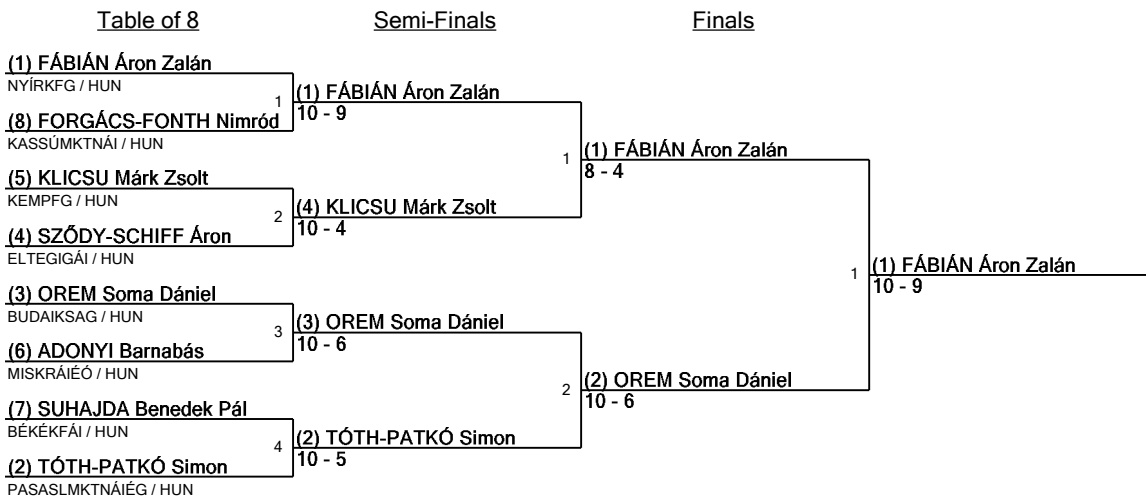 Table of 8
Semi-Finals
Finals
(1) FÁBIÁN Áron Zalán
NYÍRKFG / HUN
1
(8) FORGÁCS-FONTH Nimród
KASSÚMKTNÁI / HUN
(5) KLICSU Márk Zsolt
KEMPFG / HUN
2
(4) SZŐDY-SCHIFF Áron
ELTEGIGÁI / HUN
(3) OREM Soma Dániel
BUDAIKSAG / HUN
3
(6) ADONYI Barnabás
MISKRÁIÉÓ / HUN
(7) SUHAJDA Benedek Pál
BÉKÉKFÁI / HUN
4
(2) TÓTH-PATKÓ Simon
PASASLMKTNÁIÉG / HUN
(1) FÁBIÁN Áron Zalán
10 - 9
1
(4) KLICSU Márk Zsolt
10 - 4
(3) OREM Soma Dániel
10 - 6
2
(2) TÓTH-PATKÓ Simon
10 - 5
(1) FÁBIÁN Áron Zalán
8 - 4
1
(2) OREM Soma Dániel
10 - 6
(1) FÁBIÁN Áron Zalán
10 - 9